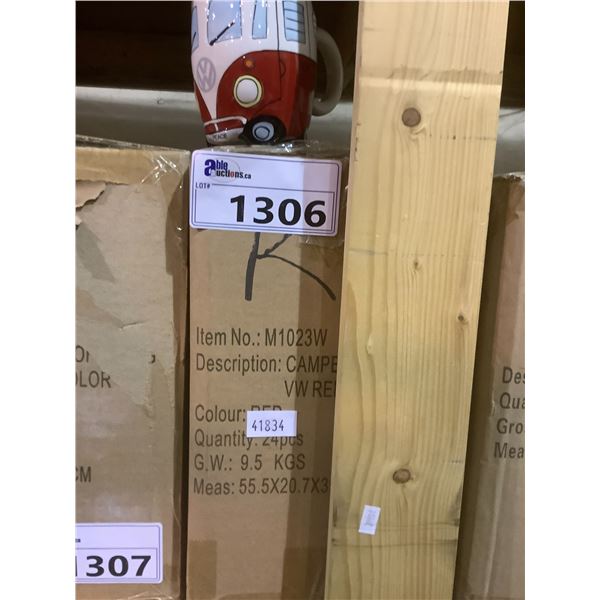 able
auctions.ca
LOT#
1306
K
Item No.: M1023W
Description: CAMPE
VW RE
Colour: RED
41834
Quantity: 24pcs
G.W.: 9.5 KGS
Meas: 55.5X20.7X3
OLOR
CM
1307
Des
Qua
Gro
Meas